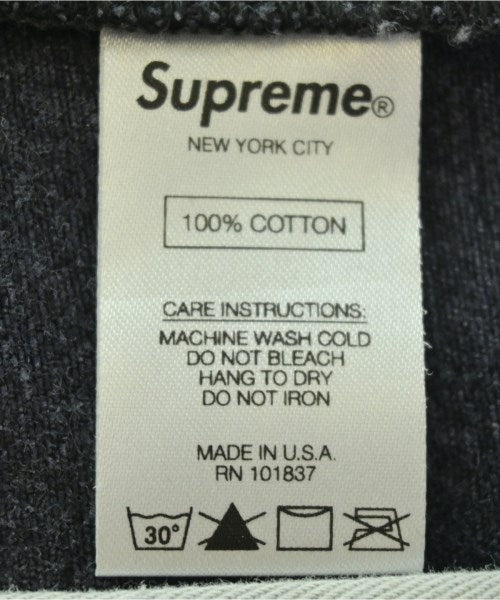 Supreme®
NEW YORK CITY
100% COTTON
CARE INSTRUCTIONS:
MACHINE WASH COLD
DO NOT BLEACH
HANG TO DRY
DO NOT IRON
MADE IN U.S.A.
RN 101837
30°